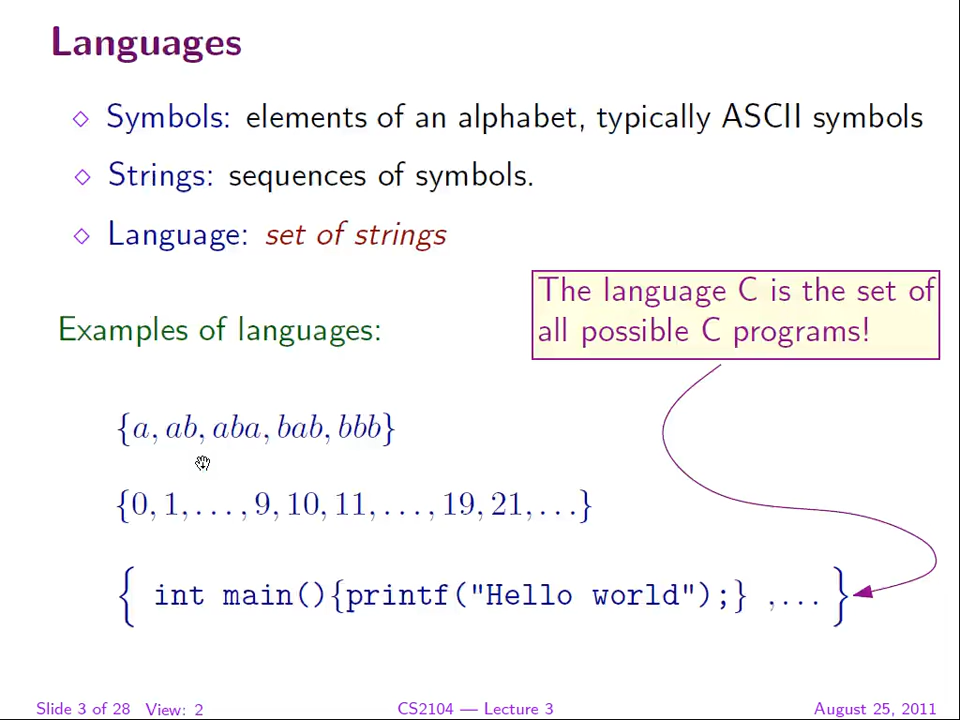 Languages
◇ Symbols: elements of an alphabet, typically ASCII symbols
◇ Strings: sequences of symbols.
◇ Language: set of strings
The language C is the set of
all possible C programs!
Examples of languages:
{a, ab, aba, bab, bbb}
{0, 1, . . . , 9, 10, 11, . . . , 19, 21, . . .}
{ int main(){printf("Hello world");} , . . . }
Slide 3 of 28 View: 2 CS2104 — Lecture 3 August 25, 2011